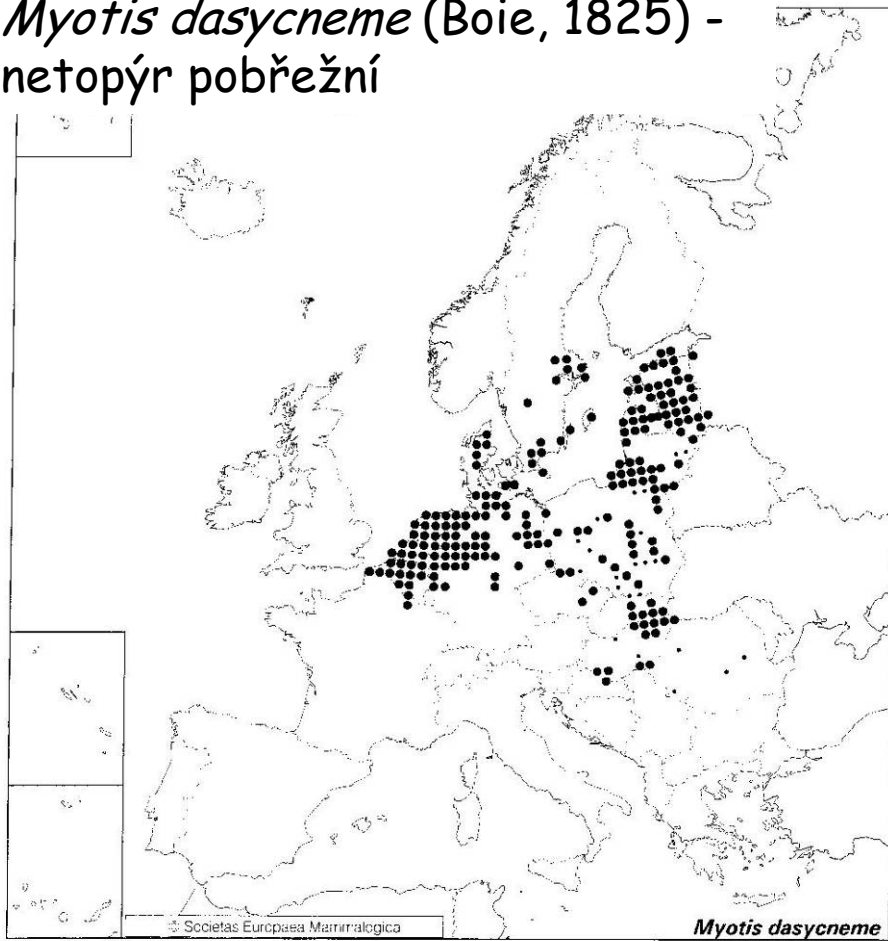 Myotis dasycneme (Boie, 1825) -
netopýr pobřežní
© Societas Europaea Mammalogica
Myotis dasycneme